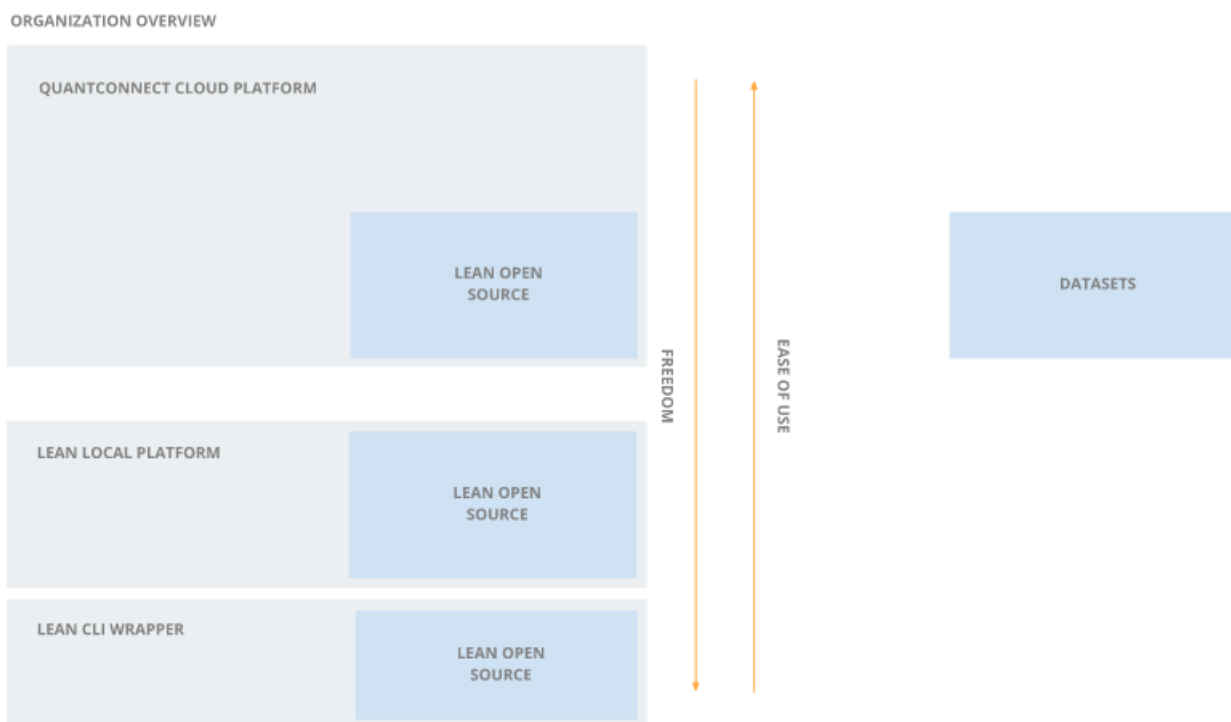 ORGANIZATION OVERVIEW
QUANTCONNECT CLOUD PLATFORM
LEAN OPEN
SOURCE
DATASETS
FREEDOM
EASE OF USE
LEAN LOCAL PLATFORM
LEAN OPEN
SOURCE
LEAN CLI WRAPPER
LEAN OPEN
SOURCE